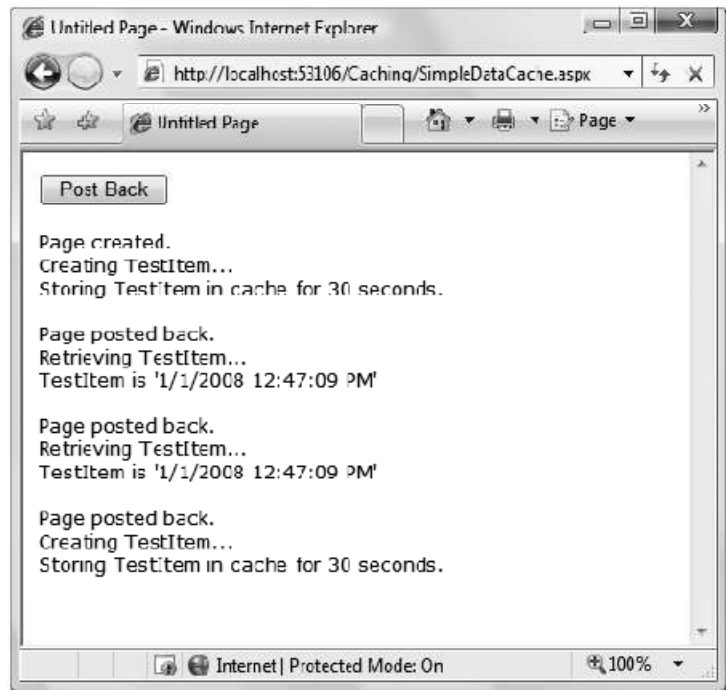 Untitled Page - Windows Internet Explorer
http://localhost:53106/Caching/SimpleDataCache.aspx
Untitled Page
Page
Post Back
Page created.
Creating TestItem...
Storing TestItem in cache for 30 seconds.
Page posted back.
Retrieving TestItem...
TestItem is '1/1/2008 12:47:09 PM'
Page posted back.
Retrieving TestItem...
TestItem is '1/1/2008 12:47:09 PM'
Page posted back.
Creating TestItem...
Storing TestItem in cache for 30 seconds.
Internet | Protected Mode: On
100%